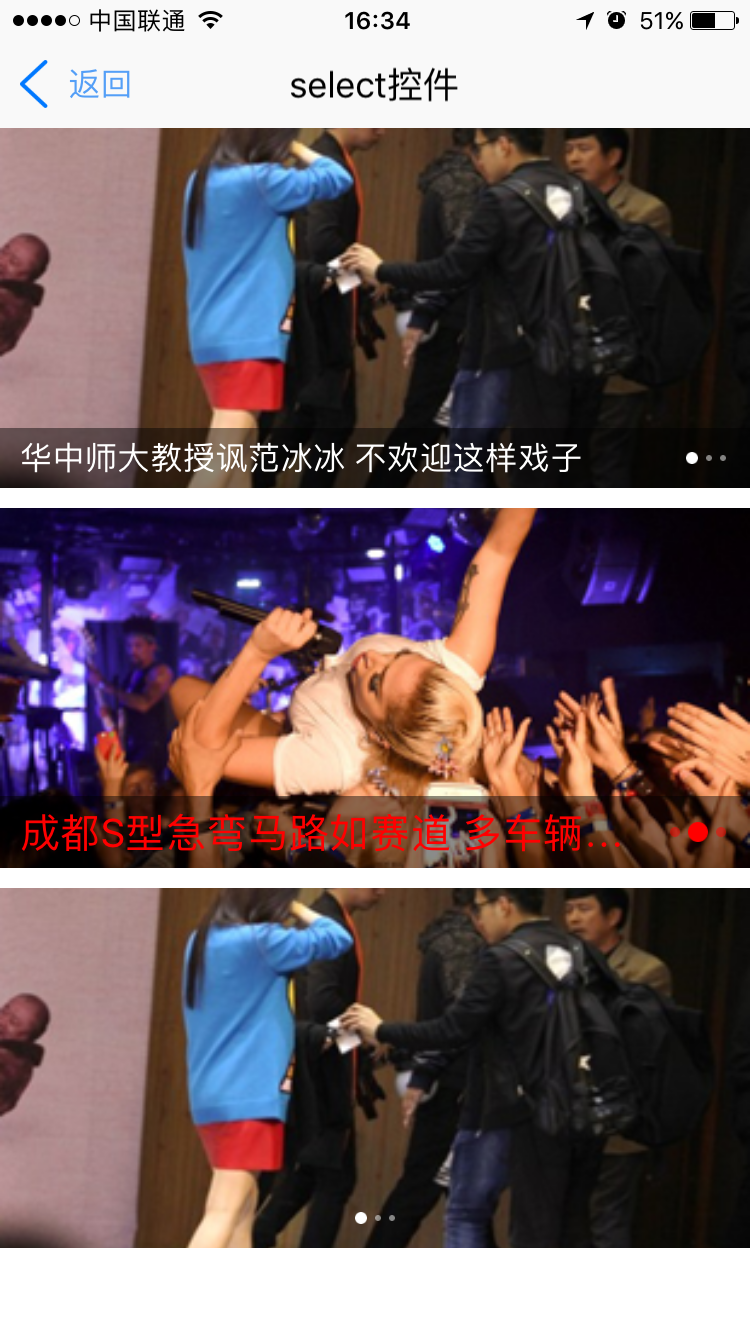 中国联通
16:34
51%
返回
select控件
华中师大教授讽范冰冰 不欢迎这样戏子
成都S型急弯马路如赛道 多车辆...